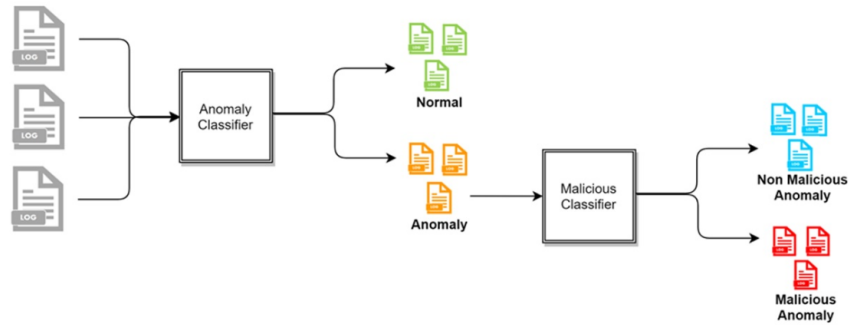 LOG
LOG
LOG
Anomaly
Classifier
Normal
Anomaly
Malicious
Classifier
Non Malicious
Anomaly
Malicious
Anomaly